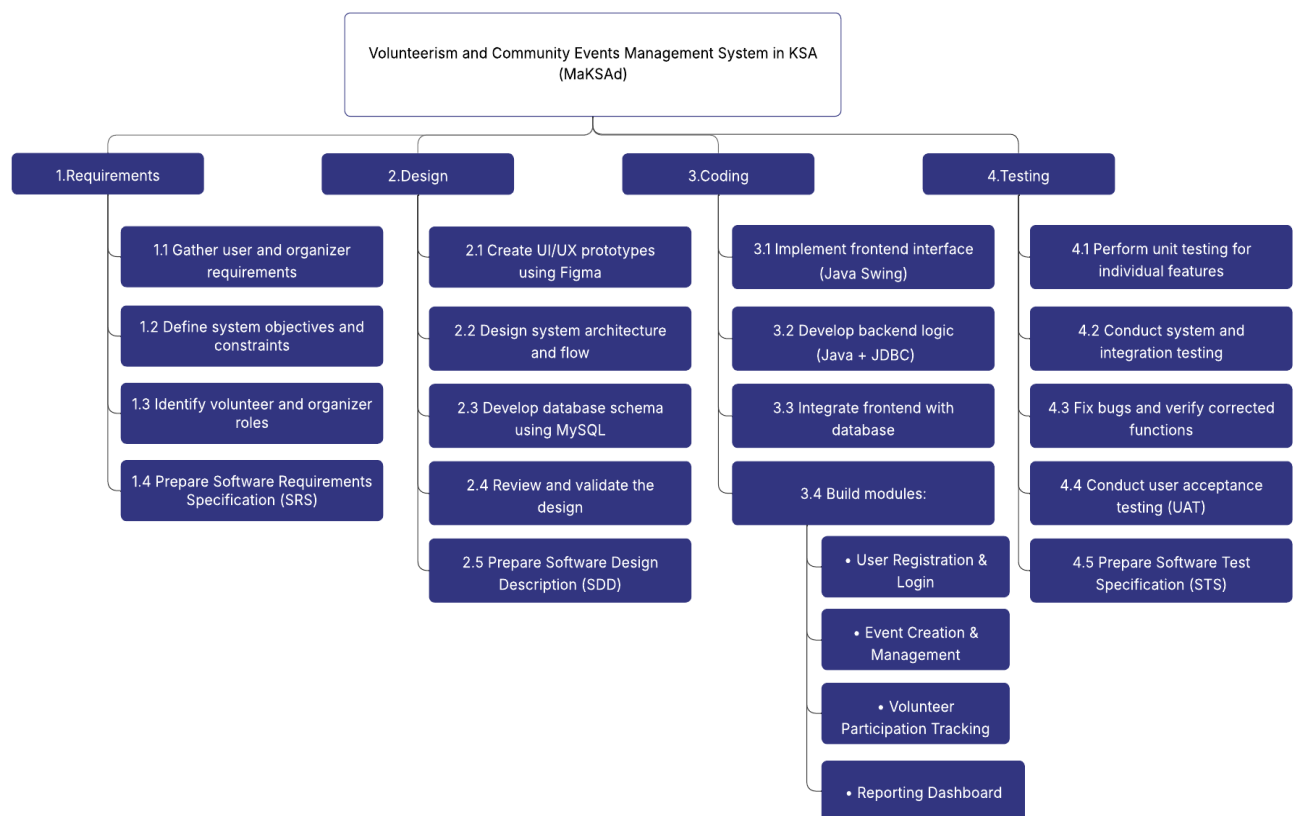 Volunteerism and Community Events Management System in KSA
(MaKSAd)
1.Requirements
1.1 Gather user and organizer
requirements
1.2 Define system objectives and
constraints
1.3 Identify volunteer and organizer
roles
1.4 Prepare Software Requirements
Specification (SRS)
2.Design
2.1 Create UI/UX prototypes
using Figma
2.2 Design system architecture
and flow
2.3 Develop database schema
using MySQL
2.4 Review and validate the
design
2.5 Prepare Software Design
Description (SDD)
3.Coding
3.1 Implement frontend interface
(Java Swing)
3.2 Develop backend logic
(Java + JDBC)
3.3 Integrate frontend with
database
3.4 Build modules:
• User Registration &
Login
• Event Creation &
Management
• Volunteer
Participation Tracking
• Reporting Dashboard
4.Testing
4.1 Perform unit testing for
individual features
4.2 Conduct system and
integration testing
4.3 Fix bugs and verify corrected
functions
4.4 Conduct user acceptance
testing (UAT)
4.5 Prepare Software Test
Specification (STS)